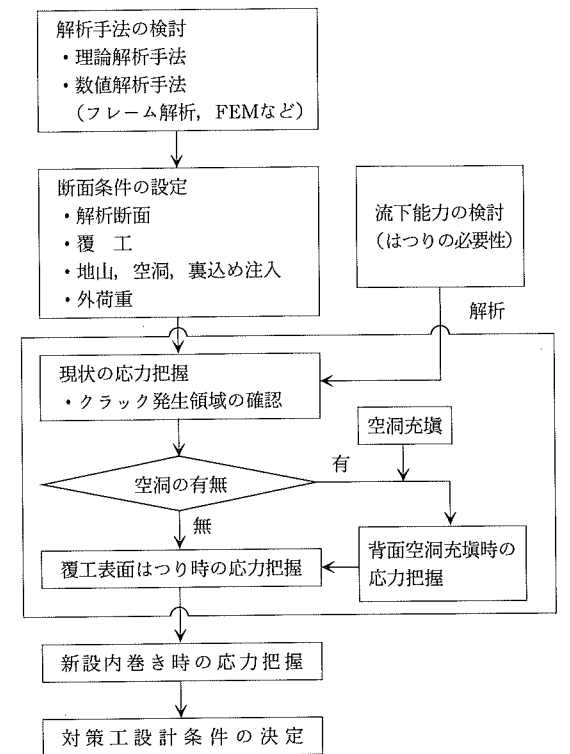 解析手法の検討
・理論解析手法
・数値解析手法
（フレーム解析，FEMなど）
断面条件の設定
・解析断面
・覆　工
・地山，空洞，裏込め注入
・外荷重
流下能力の検討
（はつりの必要性）
解析
現状の応力把握
・クラック発生領域の確認
空洞充塡
有
空洞の有無
無
背面空洞充塡時の
応力把握
覆工表面はつり時の応力把握
新設内巻き時の応力把握
対策工設計条件の決定